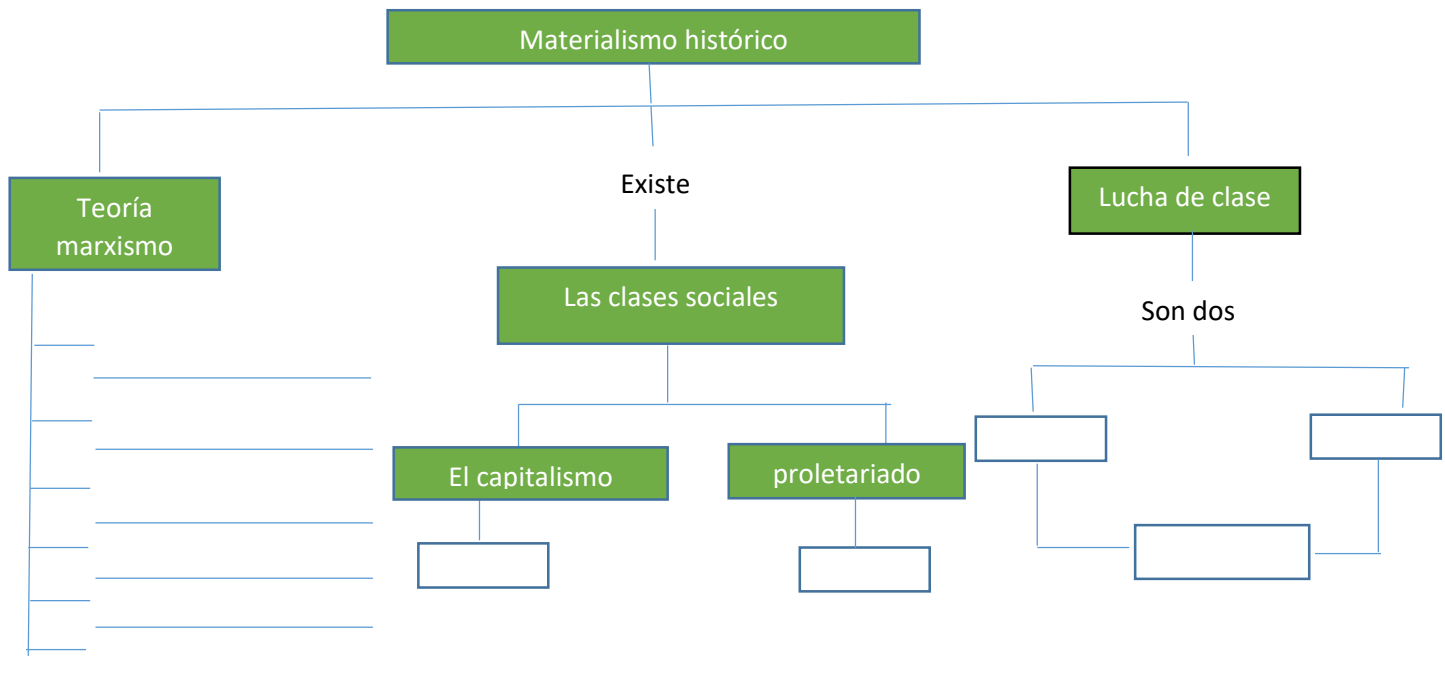 Materialismo histórico
Teoría
marxismo
Existe
Las clases sociales
El capitalismo
proletariado
Lucha de clase
Son dos